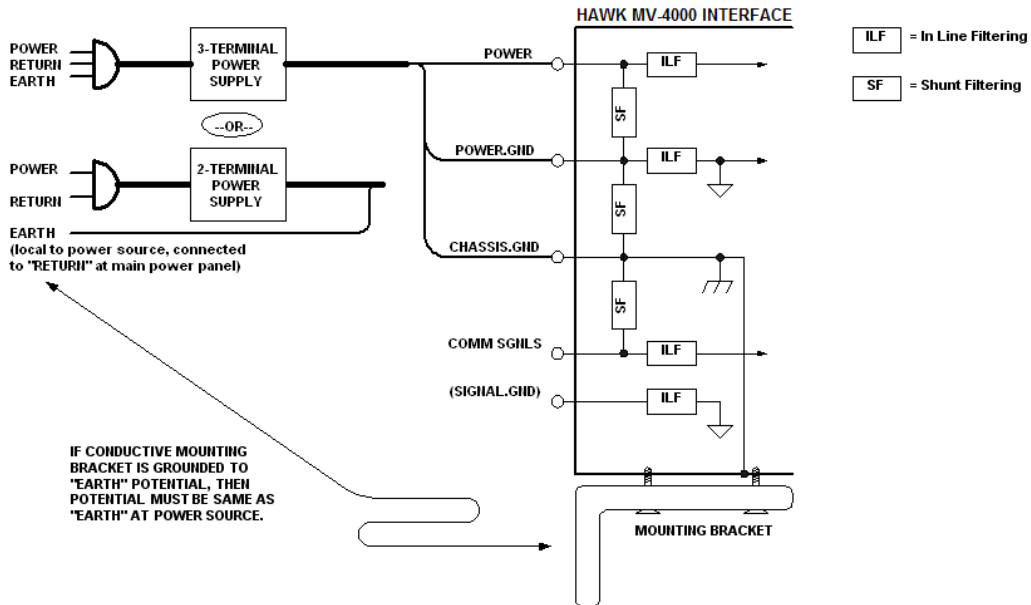 HAWK MV-4000 INTERFACE
ILF = In Line Filtering
SF = Shunt Filtering
POWER
RETURN
EARTH
3-TERMINAL
POWER
SUPPLY
--OR--
POWER
RETURN
2-TERMINAL
POWER
SUPPLY
EARTH
(local to power source, connected
to "RETURN" at main power panel)
POWER
ILF
SF
POWER.GND
ILF
SF
CHASSIS.GND
SF
COMM SGNLS
ILF
(SIGNAL.GND)
ILF
IF CONDUCTIVE MOUNTING
BRACKET IS GROUNDED TO
"EARTH" POTENTIAL, THEN
POTENTIAL MUST BE SAME AS
"EARTH" AT POWER SOURCE.
MOUNTING BRACKET